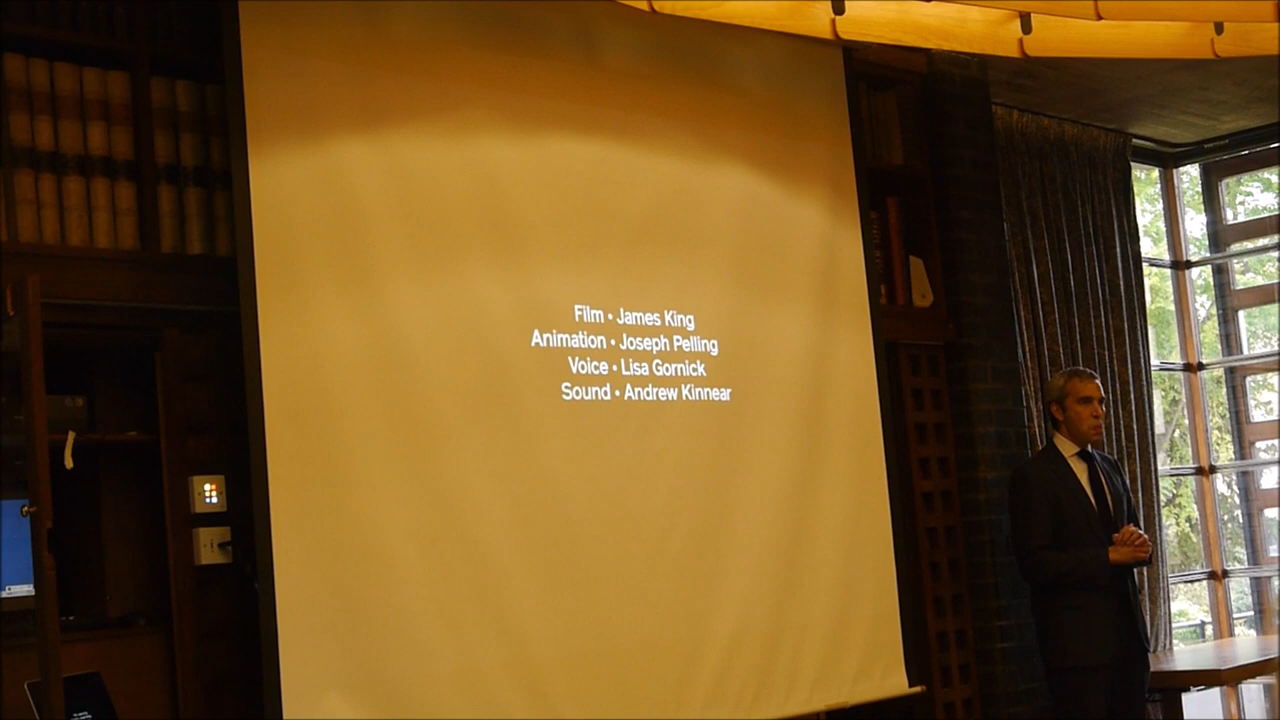 Film • James King
Animation • Joseph Pelling
Voice • Lisa Gornick
Sound • Andrew Kinnear